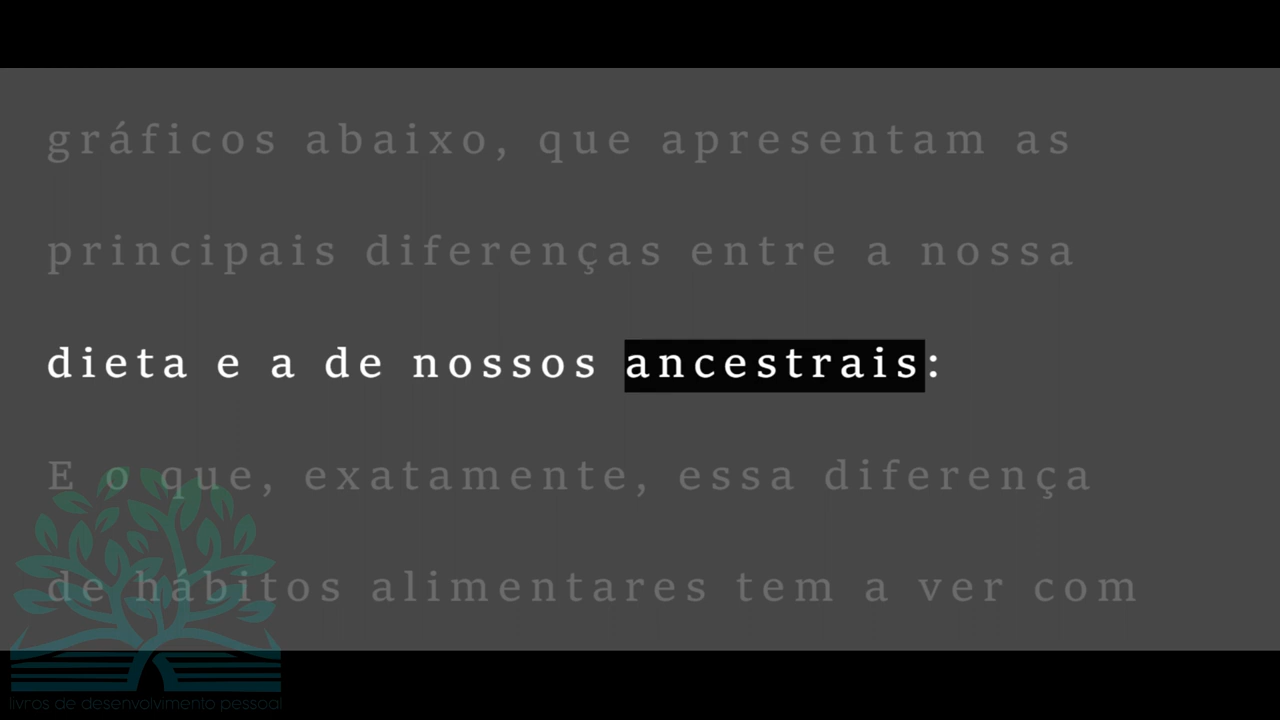 gráficos abaixo, que apresentam as
principais diferenças entre a nossa
dieta e a de nossos ancestrais:
E o que, exatamente, essa diferença
de hábitos alimentares tem a ver com
livros de desenvolvimento pessoal